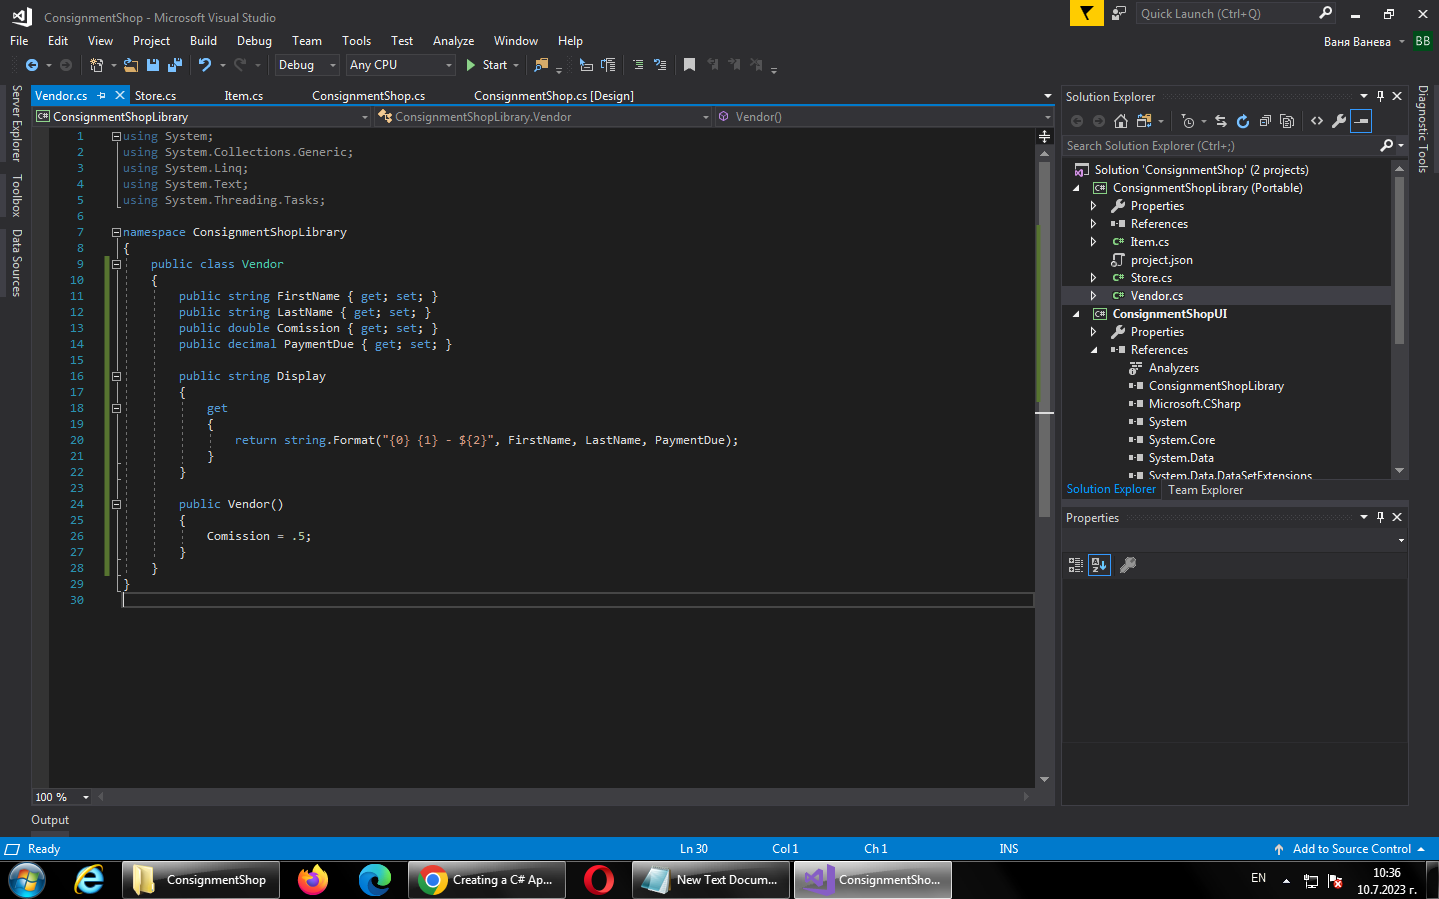 ConsignmentShop - Microsoft Visual Studio
Quick Launch (Ctrl+Q)
File Edit View Project Build Debug Team Tools Test Analyze Window Help
Ваня Ванева
BB
Debug Any CPU Start
Vendor.cs Store.cs Item.cs ConsignmentShop.cs ConsignmentShop.cs [Design]
ConsignmentShopLibrary ConsignmentShopLibrary.Vendor Vendor()
Server Explorer
Toolbox
Data Sources
1 using System;
2 using System.Collections.Generic;
3 using System.Linq;
4 using System.Text;
5 using System.Threading.Tasks;
6
7 namespace ConsignmentShopLibrary
8 {
9 public class Vendor
10 {
11 public string FirstName { get; set; }
12 public string LastName { get; set; }
13 public double Comission { get; set; }
14 public decimal PaymentDue { get; set; }
15
16 public string Display
17 {
18 get
19 {
20 return string.Format("{0} {1} - ${2}", FirstName, LastName, PaymentDue);
21 }
22 }
23
24 public Vendor()
25 {
26 Comission = .5;
27 }
28 }
29 }
30
100 %
Solution Explorer
Search Solution Explorer (Ctrl+;)
Solution 'ConsignmentShop' (2 projects)
C# ConsignmentShopLibrary (Portable)
Properties
References
C# Item.cs
project.json
C# Store.cs
C# Vendor.cs
C# ConsignmentShopUI
Properties
References
Analyzers
ConsignmentShopLibrary
Microsoft.CSharp
System
System.Core
System.Data
System.Data.DataSetExtensions
Solution Explorer Team Explorer
Properties
Diagnostic Tools
Output
Ready Ln 30 Col 1 Ch 1 INS Add to Source Control
ConsignmentShop
Creating a C# Ap...
New Text Docum...
ConsignmentSho...
EN
10:36
10.7.2023 г.